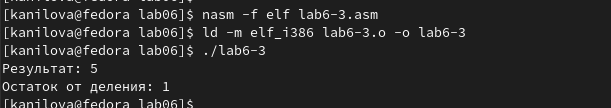 [kanilova@fedora lab06]$ nasm -f elf lab6-3.asm
[kanilova@fedora lab06]$ ld -m elf_i386 lab6-3.o -o lab6-3
[kanilova@fedora lab06]$ ./lab6-3
Результат: 5
Остаток от деления: 1
[kanilova@fedora lab06]$